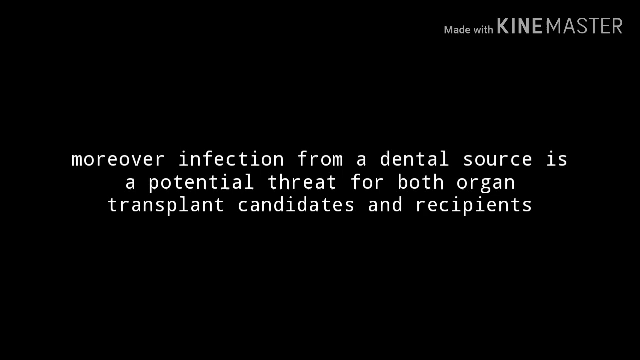 Made with KINEMASTER
moreover infection from a dental source is
a potential threat for both organ
transplant candidates and recipients